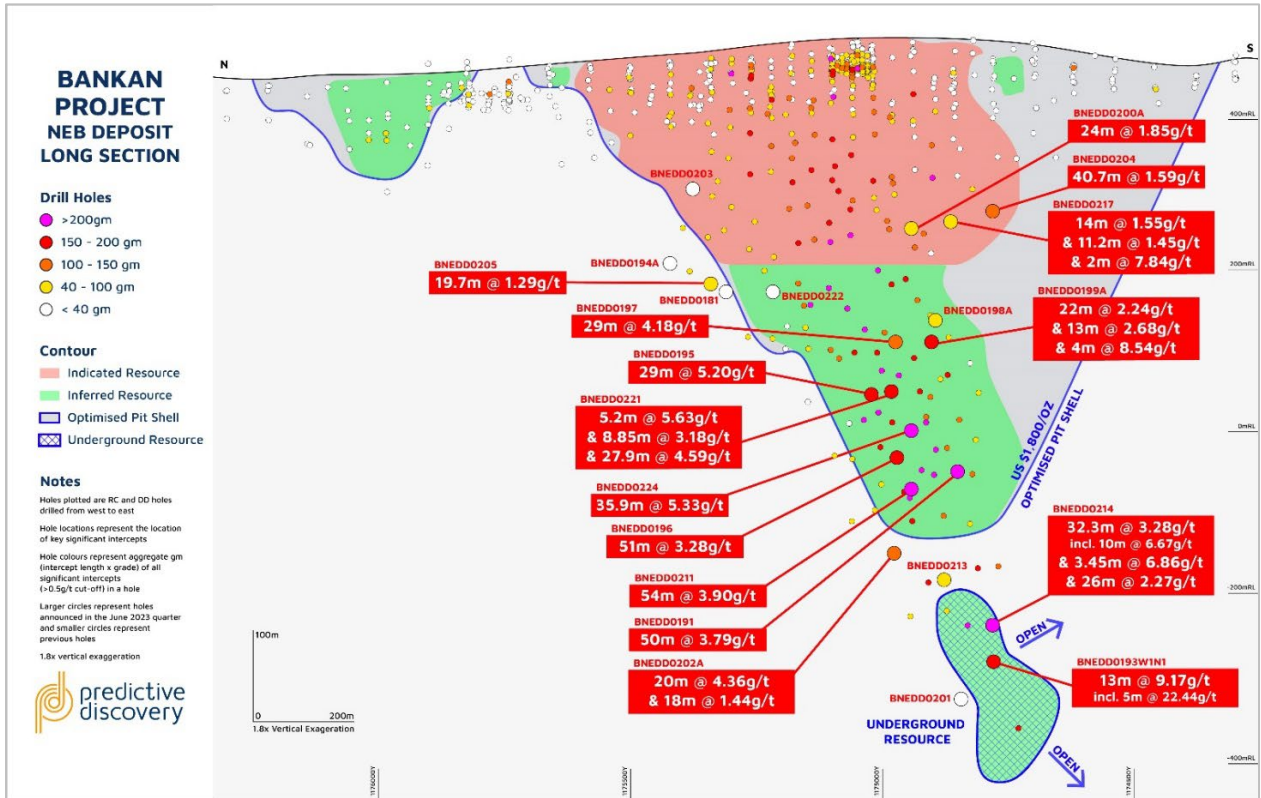 BANKAN
PROJECT
NEB DEPOSIT
LONG SECTION
Drill Holes
>200gm
150 - 200 gm
100 - 150 gm
40 - 100 gm
< 40 gm
Contour
Indicated Resource
Inferred Resource
Optimised Pit Shell
Underground Resource
Notes
Holes plotted are RC and DD holes
drilled from west to east
Hole locations represent the location
of key significant intercepts
Hole colours represent aggregate gm
(intercept length x grade) of all
significant intercepts
(>0.5g/t cut-off) in a hole
Larger circles represent holes
announced in the June 2023 quarter
and smaller circles represent
previous holes
1.8x vertical exaggeration
predictive
discovery
N
S
400mRL
200mRL
0mRL
-200mRL
-400mRL
BNEDD0200A
24m @ 1.85g/t
BNEDD0204
40.7m @ 1.59g/t
BNEDD0217
14m @ 1.55g/t
& 11.2m @ 1.45g/t
& 2m @ 7.84g/t
BNEDD0203
BNEDD0194A
BNEDD0205
19.7m @ 1.29g/t
BNEDD0181
BNEDD0222
BNEDD0198A
BNEDD0199A
22m @ 2.24g/t
& 13m @ 2.68g/t
& 4m @ 8.54g/t
BNEDD0197
29m @ 4.18g/t
BNEDD0195
29m @ 5.20g/t
BNEDD0221
5.2m @ 5.63g/t
& 8.85m @ 3.18g/t
& 27.9m @ 4.59g/t
BNEDD0224
35.9m @ 5.33g/t
BNEDD0196
51m @ 3.28g/t
BNEDD0211
54m @ 3.90g/t
BNEDD0191
50m @ 3.79g/t
BNEDD0202A
20m @ 4.36g/t
& 18m @ 1.44g/t
US $1,800/OZ
OPTIMISED PIT SHELL
BNEDD0214
32.3m @ 3.28g/t
incl. 10m @ 6.67g/t
& 3.45m @ 6.86g/t
& 26m @ 2.27g/t
BNEDD0213
OPEN
BNEDD0193W1N1
13m @ 9.17g/t
incl. 5m @ 22.44g/t
BNEDD0201
UNDERGROUND
RESOURCE
OPEN
100m
0
200m
1.8x Vertical Exageration
1176000Y
1175500Y
1175000Y
1174500Y